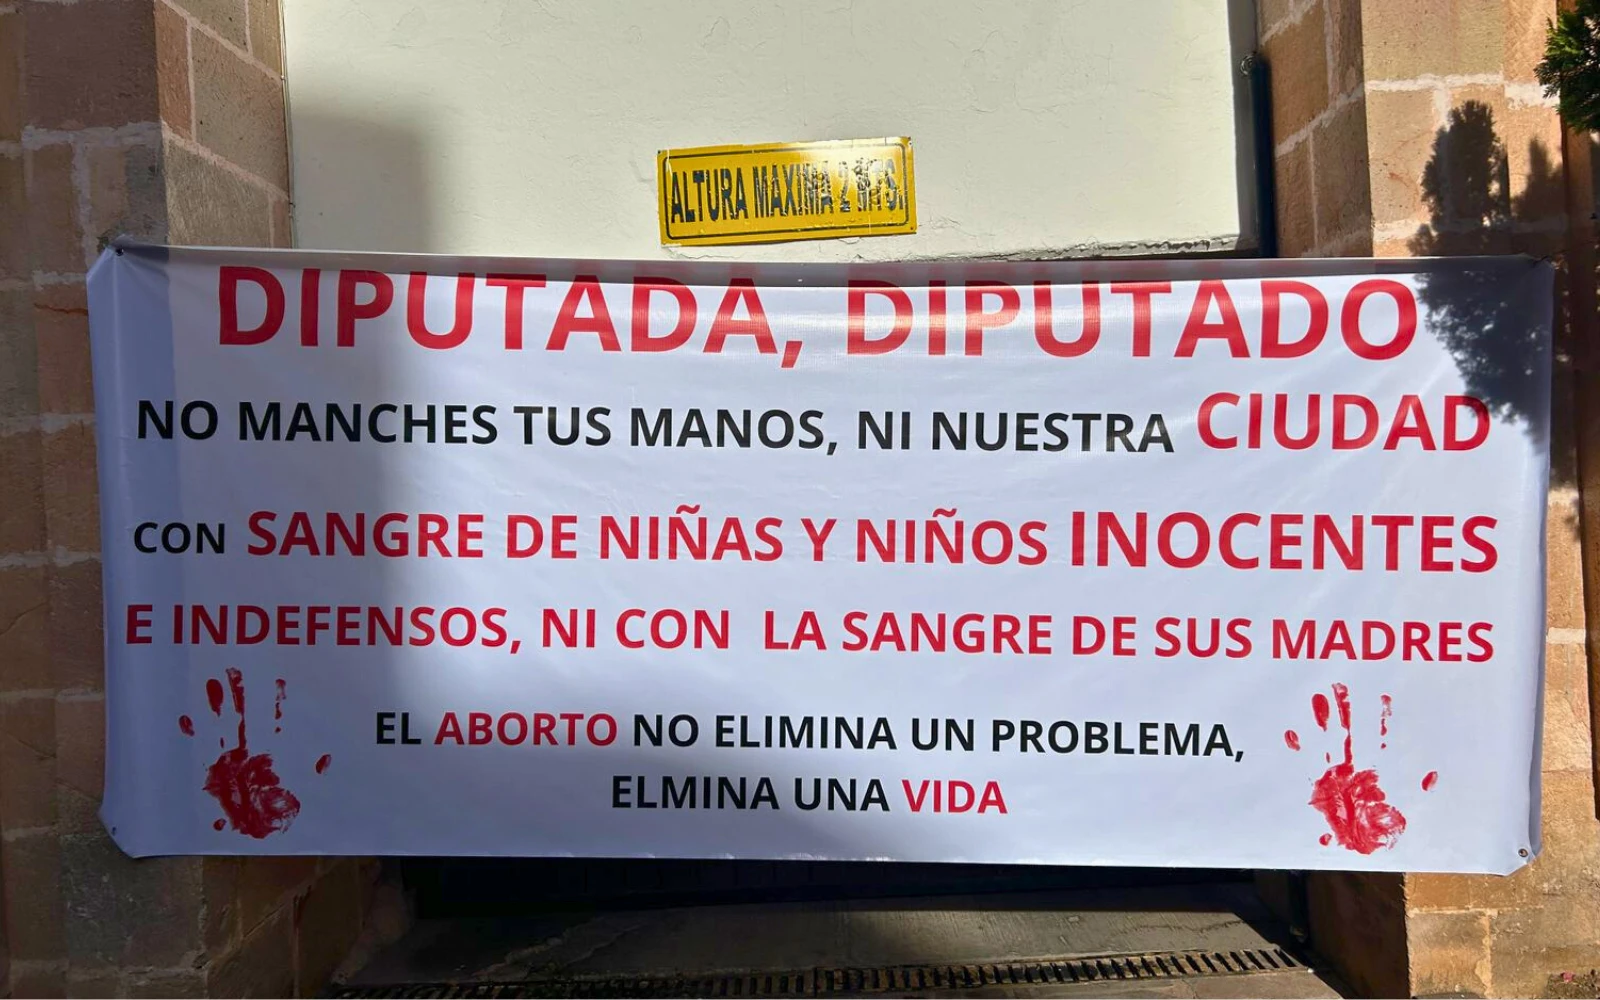 ALTURA MAXIMA 2 MTS.
DIPUTADA, DIPUTADO
NO MANCHES TUS MANOS, NI NUESTRA CIUDAD
CON SANGRE DE NIÑAS Y NIÑOS INOCENTES
E INDEFENSOS, NI CON LA SANGRE DE SUS MADRES
EL ABORTO NO ELIMINA UN PROBLEMA,
ELMINA UNA VIDA